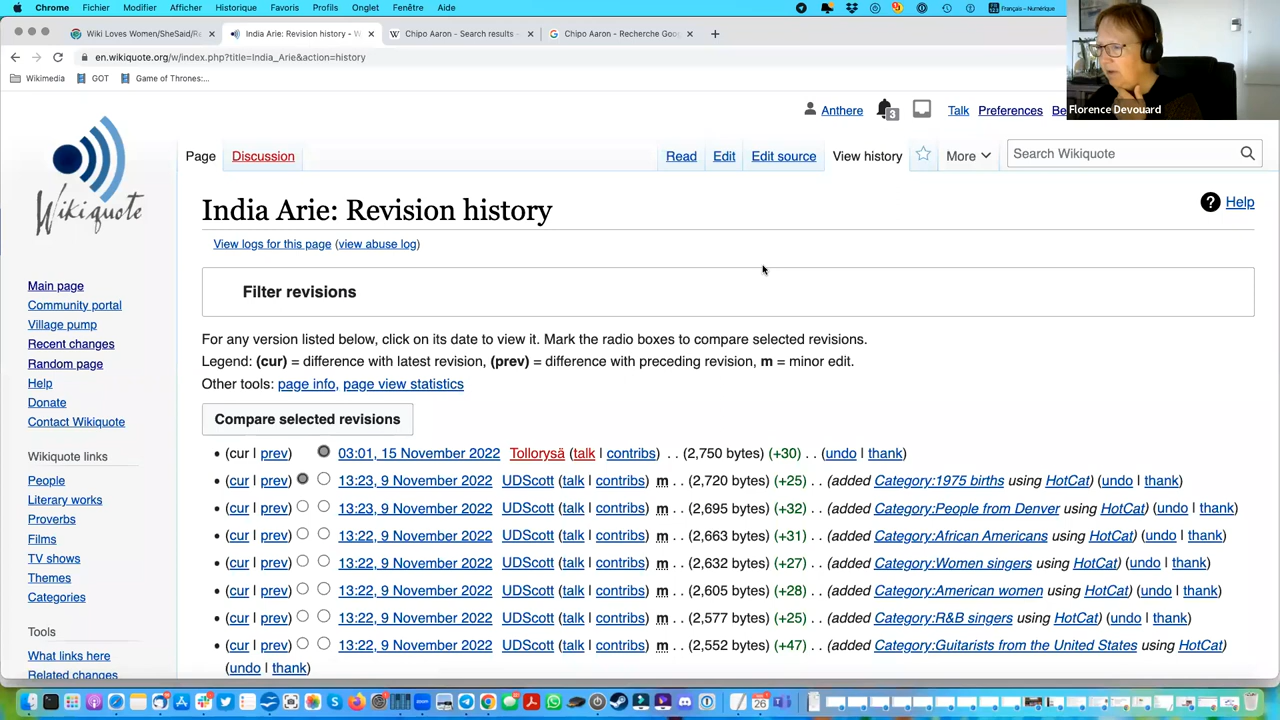 Chrome Fichier Modifier Afficher Historique Favoris Profils Onglet Fenêtre Aide Français – Numérique
Wiki Loves Women/SheSaid/Re India Arie: Revision history - W Chipo Aaron - Search results - Chipo Aaron - Recherche Goo
en.wikiquote.org/w/index.php?title=India_Arie&action=history
Wikimedia GOT Game of Thrones:...
Florence Devouard
Anthere 3 Talk Preferences Be
Page Discussion Read Edit Edit source View history More Search Wikiquote
Wikiquote
India Arie: Revision history
Help
View logs for this page (view abuse log)
Filter revisions
For any version listed below, click on its date to view it. Mark the radio boxes to compare selected revisions.
Legend: (cur) = difference with latest revision, (prev) = difference with preceding revision, m = minor edit.
Other tools: page info, page view statistics
Compare selected revisions
(cur | prev) 03:01, 15 November 2022 Tollorysä (talk | contribs) . . (2,750 bytes) (+30) . . (undo | thank)
(cur | prev) 13:23, 9 November 2022 UDScott (talk | contribs) m . . (2,720 bytes) (+25) . . (added Category:1975 births using HotCat) (undo | thank)
(cur | prev) 13:23, 9 November 2022 UDScott (talk | contribs) m . . (2,695 bytes) (+32) . . (added Category:People from Denver using HotCat) (undo | thank)
(cur | prev) 13:22, 9 November 2022 UDScott (talk | contribs) m . . (2,663 bytes) (+31) . . (added Category:African Americans using HotCat) (undo | thank)
(cur | prev) 13:22, 9 November 2022 UDScott (talk | contribs) m . . (2,632 bytes) (+27) . . (added Category:Women singers using HotCat) (undo | thank)
(cur | prev) 13:22, 9 November 2022 UDScott (talk | contribs) m . . (2,605 bytes) (+28) . . (added Category:American women using HotCat) (undo | thank)
(cur | prev) 13:22, 9 November 2022 UDScott (talk | contribs) m . . (2,577 bytes) (+25) . . (added Category:R&B singers using HotCat) (undo | thank)
(cur | prev) 13:22, 9 November 2022 UDScott (talk | contribs) m . . (2,552 bytes) (+47) . . (added Category:Guitarists from the United States using HotCat)
(undo | thank)
Main page
Community portal
Village pump
Recent changes
Random page
Help
Donate
Contact Wikiquote
Wikiquote links
People
Literary works
Proverbs
Films
TV shows
Themes
Categories
Tools
What links here
Related changes
26